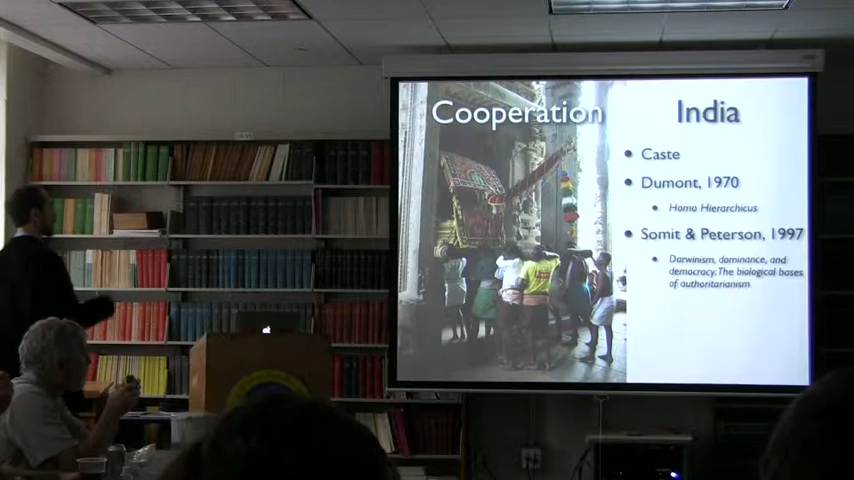 Cooperation
India
• Caste
• Dumont, 1970
• Homo Hierarchicus
• Somit & Peterson, 1997
• Darwinism, dominance, and
democracy: The biological bases
of authoritarianism